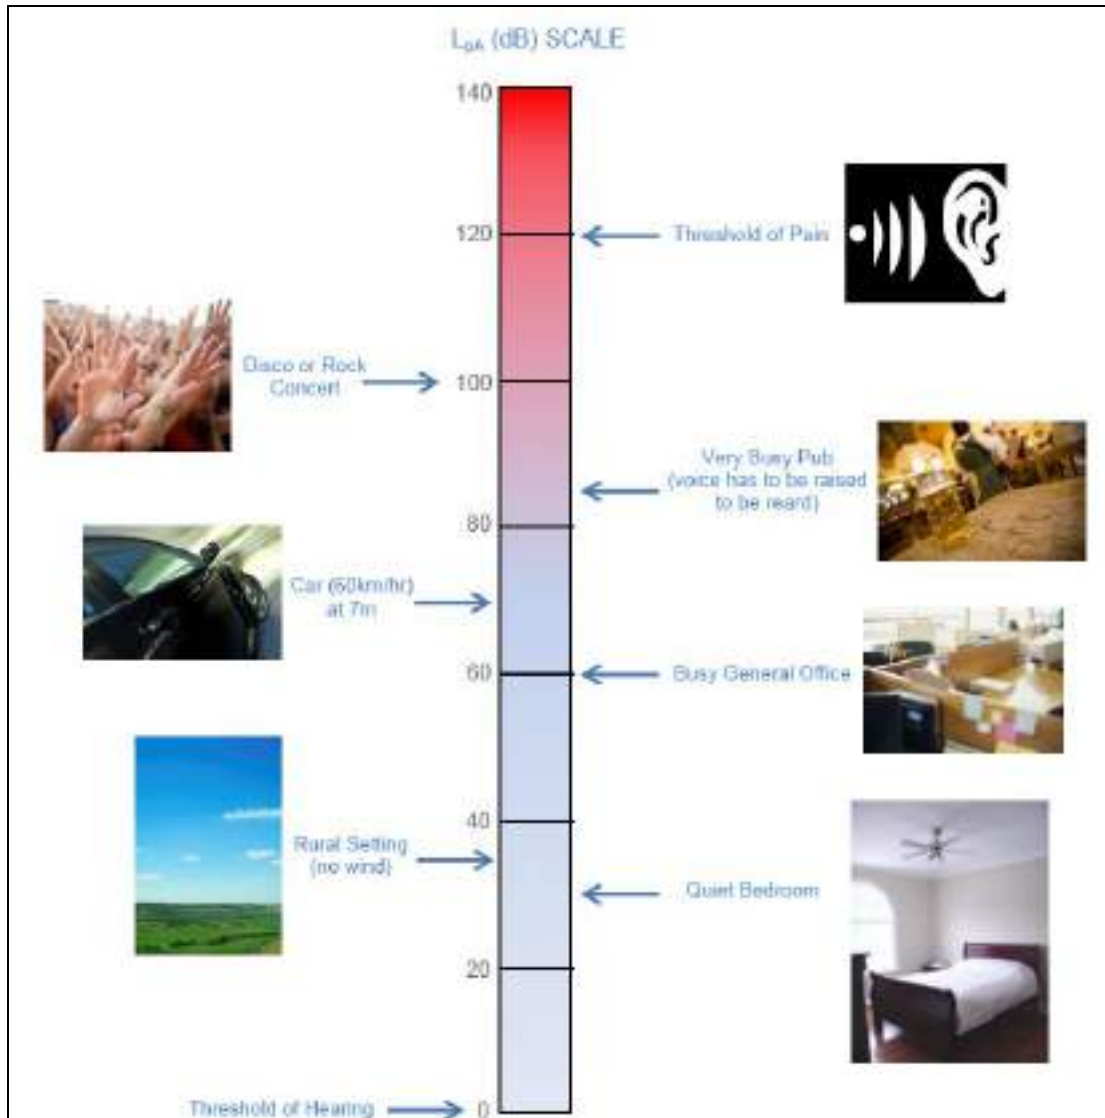 LpA (dB) SCALE
140
120
Threshold of Pain
Disco or Rock
Concert
100
Very Busy Pub
(voice has to be raised
to be reard)
80
Car (60km/hr)
at 7m
60
Busy General Office
40
Rural Setting
(no wind)
Quiet Bedroom
20
Threshold of Hearing
0